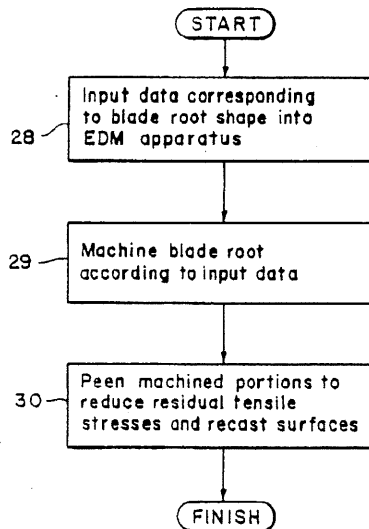 START
Input data corresponding
to blade root shape into
EDM apparatus
28
Machine blade root
according to input data
29
Peen machined portions to
reduce residual tensile
stresses and recast surfaces
30
FINISH